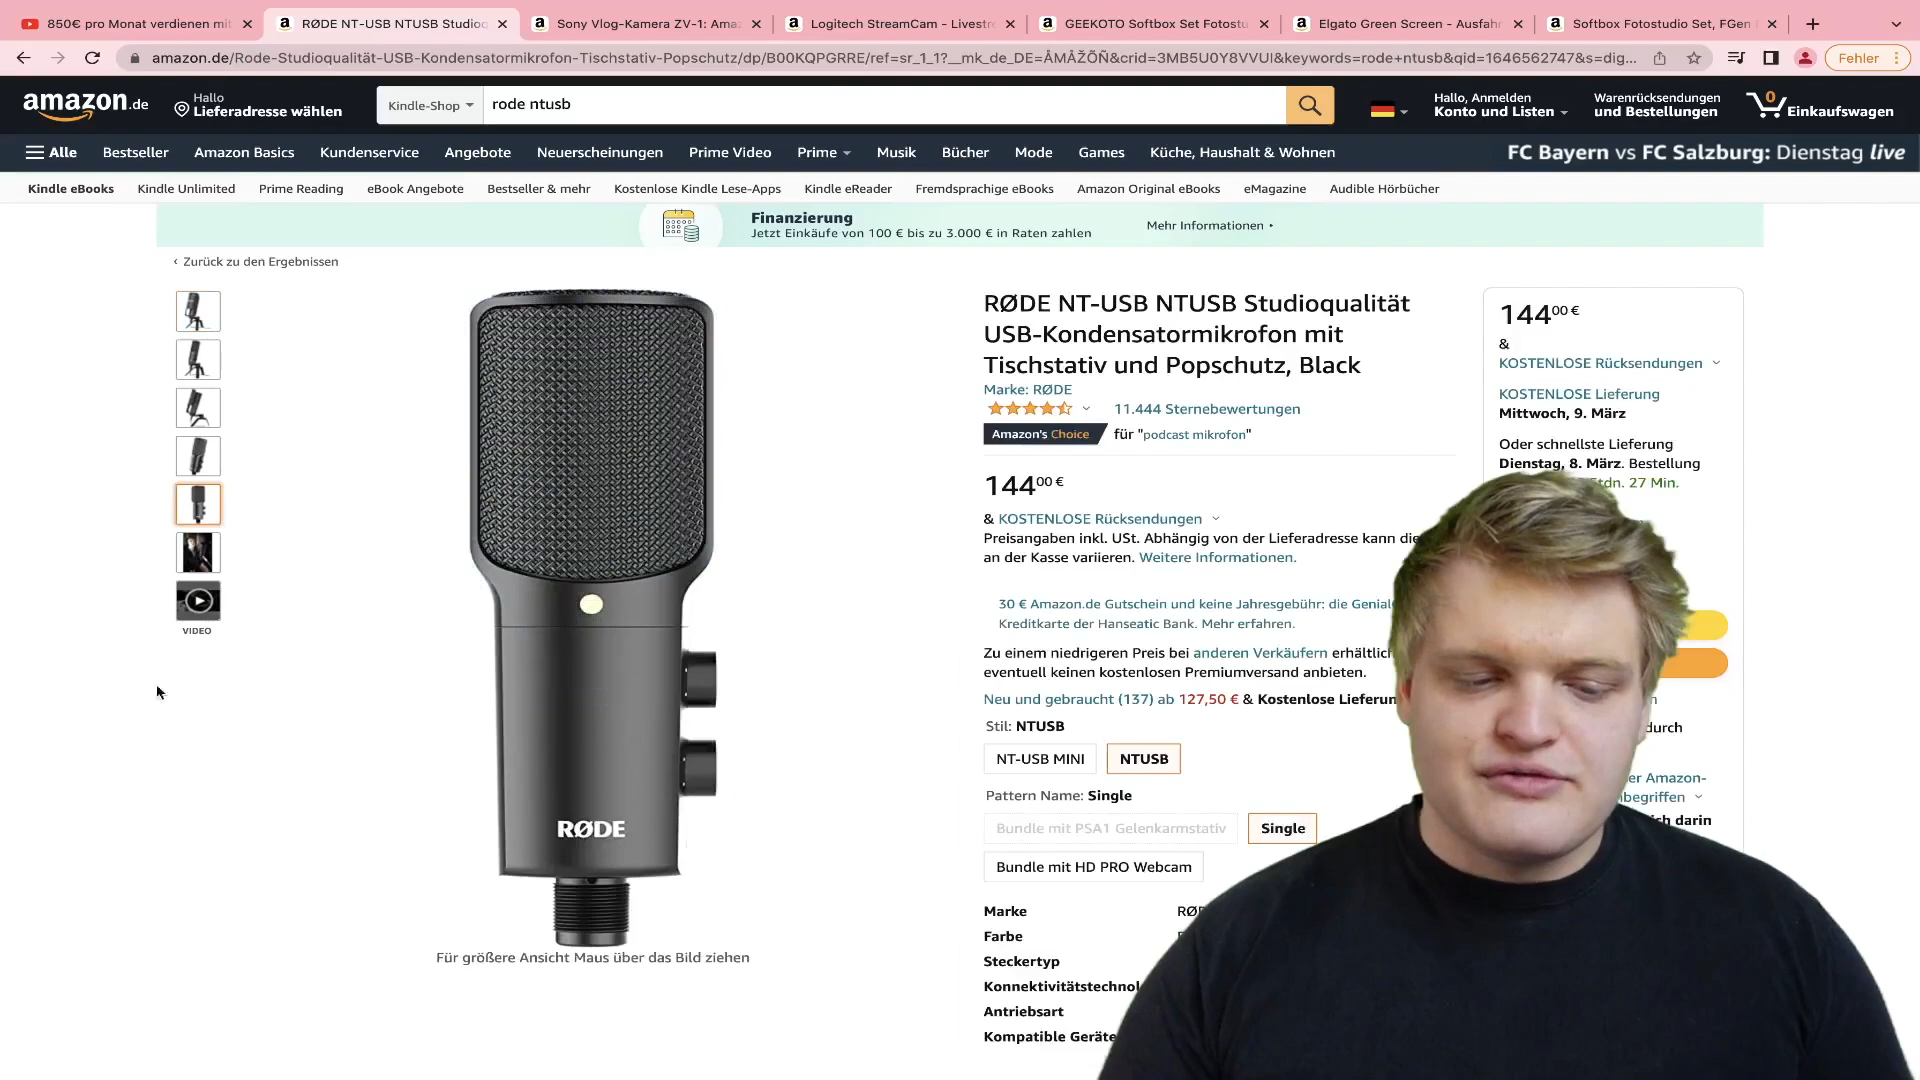 850€ pro Monat verdienen mit
RØDE NT-USB NTUSB Studioq
Sony Vlog-Kamera ZV-1: Ama
Logitech StreamCam - Livestr
GEEKOTO Softbox Set Fotostu
Elgato Green Screen - Ausfahr
Softbox Fotostudio Set, FGen
amazon.de/Rode-Studioqualität-USB-Kondensatormikrofon-Tischstativ-Popschutz/dp/B00KQPGRRE/ref=sr_1_1?__mk_de_DE=ÅMÅŽÕÑ&crid=3MB5U0Y8VVUI&keywords=rode+ntusb&qid=1646562747&s=dig...
Fehler
amazon.de
Hallo
Lieferadresse wählen
Kindle-Shop
rode ntusb
Hallo, Anmelden
Konto und Listen
Warenrücksendungen
und Bestellungen
0
Einkaufswagen
Alle
Bestseller
Amazon Basics
Kundenservice
Angebote
Neuerscheinungen
Prime Video
Prime
Musik
Bücher
Mode
Games
Küche, Haushalt & Wohnen
FC Bayern vs FC Salzburg: Dienstag live
Kindle eBooks
Kindle Unlimited
Prime Reading
eBook Angebote
Bestseller & mehr
Kostenlose Kindle Lese-Apps
Kindle eReader
Fremdsprachige eBooks
Amazon Original eBooks
eMagazine
Audible Hörbücher
Finanzierung
Jetzt Einkäufe von 100 € bis zu 3.000 € in Raten zahlen
Mehr Informationen
‹ Zurück zu den Ergebnissen
VIDEO
RØDE
Für größere Ansicht Maus über das Bild ziehen
RØDE NT-USB NTUSB Studioqualität
USB-Kondensatormikrofon mit
Tischstativ und Popschutz, Black
Marke: RØDE
11.444 Sternebewertungen
Amazon's Choice
für "podcast mikrofon"
144 00 €
& KOSTENLOSE Rücksendungen
Preisangaben inkl. USt. Abhängig von der Lieferadresse kann die
an der Kasse variieren. Weitere Informationen.
30 € Amazon.de Gutschein und keine Jahresgebühr: die Genial
Kreditkarte der Hanseatic Bank. Mehr erfahren.
Zu einem niedrigeren Preis bei anderen Verkäufern erhältlic
eventuell keinen kostenlosen Premiumversand anbieten.
Neu und gebraucht (137) ab 127,50 € & Kostenlose Lieferun
Stil: NTUSB
NT-USB MINI
NTUSB
Pattern Name: Single
Bundle mit PSA1 Gelenkarmstativ
Single
Bundle mit HD PRO Webcam
Marke
RØD
Farbe
Steckertyp
Konnektivitätstechnol
Antriebsart
Kompatible Geräte
144 00 €
&
KOSTENLOSE Rücksendungen
KOSTENLOSE Lieferung
Mittwoch, 9. März
Oder schnellste Lieferung
Dienstag, 8. März. Bestellung
tdn. 27 Min.
durch
er Amazon-
begriffen
ch darin